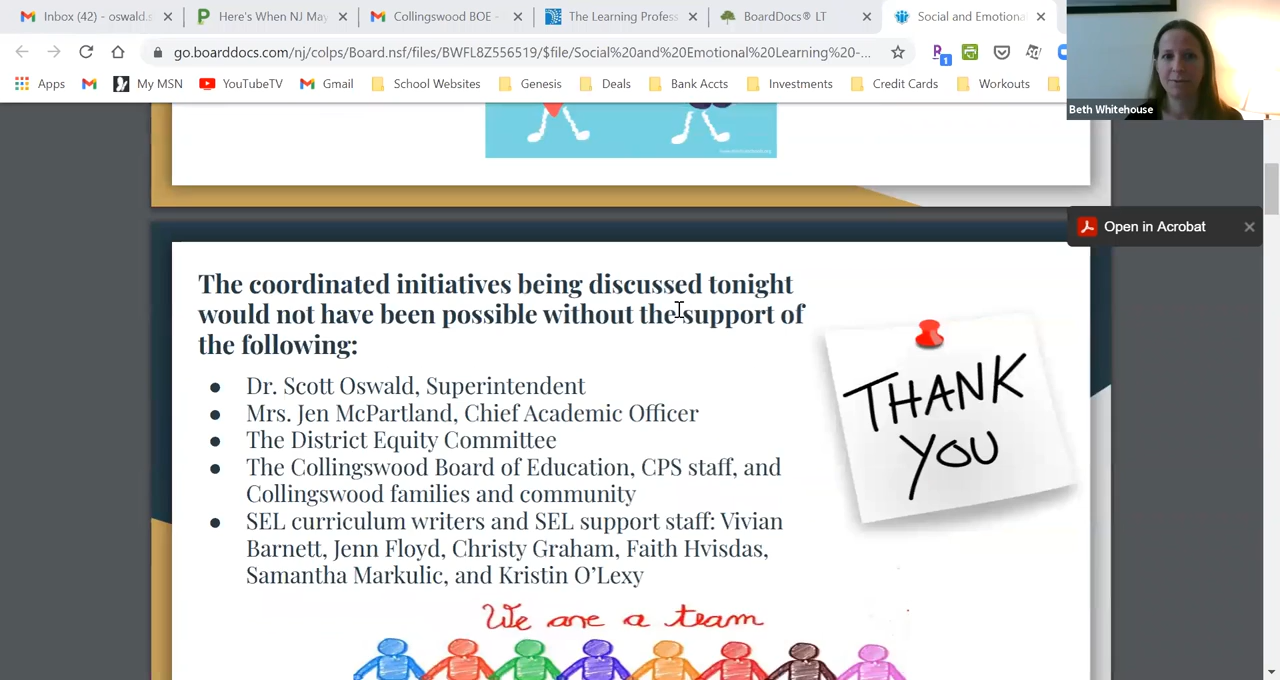 Inbox (42) - oswald.s
Here's When NJ May
Collingswood BOE -
The Learning Profess
BoardDocs® LT
Social and Emotiona
go.boarddocs.com/nj/colps/Board.nsf/files/BWFL8Z556519/$file/Social%20and%20Emotional%20Learning%20-...
1
Apps
My MSN
YouTubeTV
Gmail
School Websites
Genesis
Deals
Bank Accts
Investments
Credit Cards
Workouts
Beth Whitehouse
Open in Acrobat
The coordinated initiatives being discussed tonight
would not have been possible without the support of
the following:
● Dr. Scott Oswald, Superintendent
● Mrs. Jen McPartland, Chief Academic Officer
● The District Equity Committee
● The Collingswood Board of Education, CPS staff, and
Collingswood families and community
● SEL curriculum writers and SEL support staff: Vivian
Barnett, Jenn Floyd, Christy Graham, Faith Hvisdas,
Samantha Markulic, and Kristin O'Lexy
THANK
YOU
We are a team